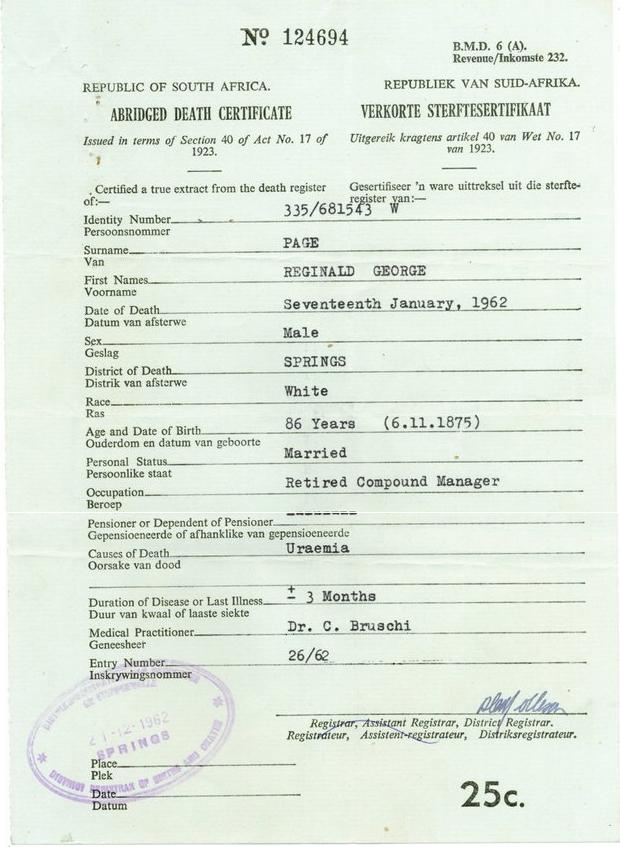 No 124694
B.M.D. 6 (A).
Revenue/Inkomste 232.
REPUBLIC OF SOUTH AFRICA.
REPUBLIEK VAN SUID-AFRIKA.
ABRIDGED DEATH CERTIFICATE
VERKORTE STERFTESERTIFIKAAT
Issued in terms of Section 40 of Act No. 17 of
1923.
Uitgereik kragtens artikel 40 van Wet No. 17
van 1923.
Certified a true extract from the death register
of:—
Gesertifiseer 'n ware uittreksel uit die sterfte-
register van:—
Identity Number 335/681543 W
Persoonsnommer
Surname PAGE
Van
First Names REGINALD GEORGE
Voorname
Date of Death Seventeenth January, 1962
Datum van afsterwe
Sex Male
Geslag
District of Death SPRINGS
Distrik van afsterwe
Race White
Ras
Age and Date of Birth 86 Years (6.11.1875)
Ouderdom en datum van geboorte
Personal Status Married
Persoonlike staat
Occupation Retired Compound Manager
Beroep
Pensioner or Dependent of Pensioner --------
Gepensioeneerde of afhanklike van gepensioeneerde
Causes of Death Uraemia
Oorsake van dood
Duration of Disease or Last Illness ± 3 Months
Duur van kwaal of laaste siekte
Medical Practitioner Dr. C. Bruschi
Geneesheer
Entry Number 26/62
Inskrywingsnommer
Registrar, Assistant Registrar, District Registrar.
Registrateur, Assistent-registrateur, Distriksregistrateur.
21-12-1962
SPRINGS
DISTRICT REGISTRAR OF BIRTHS AND DEATHS
Place
Plek
Date
Datum
25c.